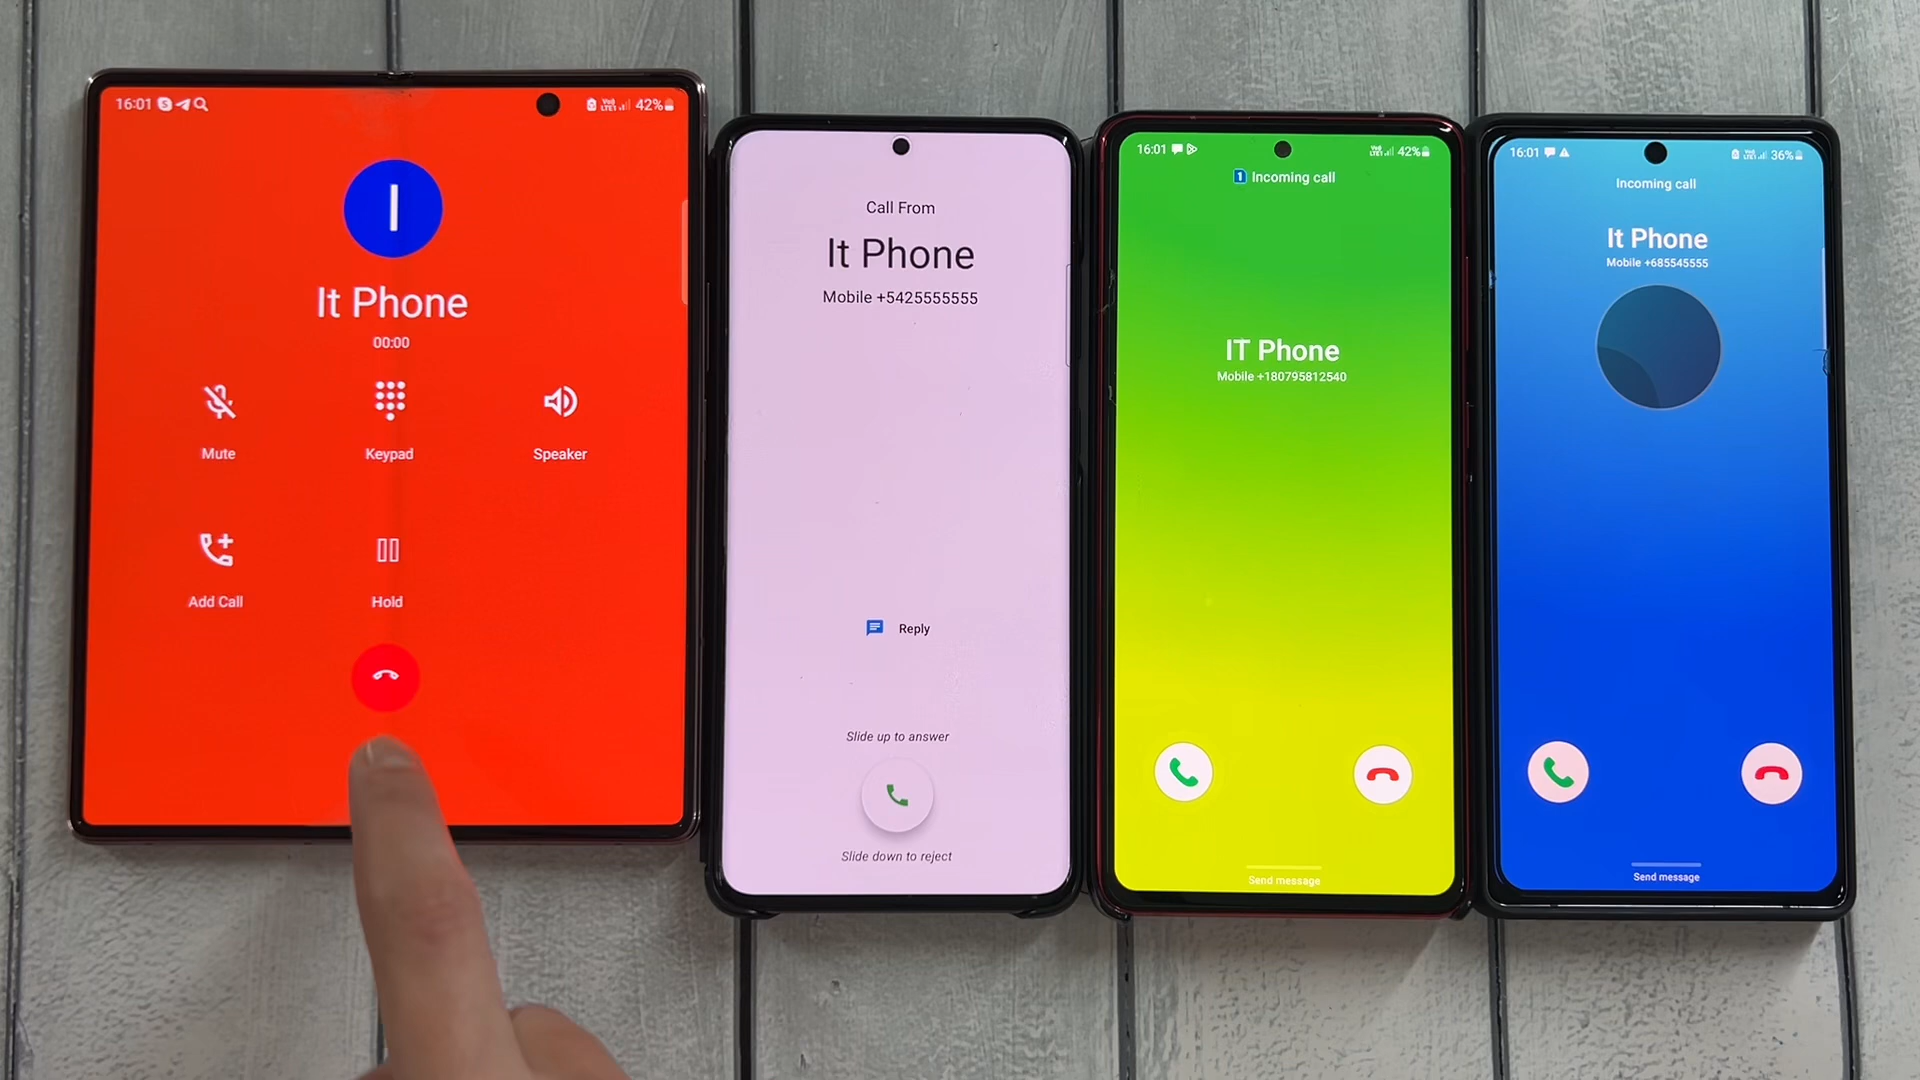 16:01
42%
I
It Phone
00:00
Mute
Keypad
Speaker
Add Call
Hold
Call From
It Phone
Mobile +5425555555
Reply
Slide up to answer
Slide down to reject
16:01
42%
1 Incoming call
IT Phone
Mobile +180795812540
Send message
16:01
36%
Incoming call
It Phone
Mobile +685545555
Send message